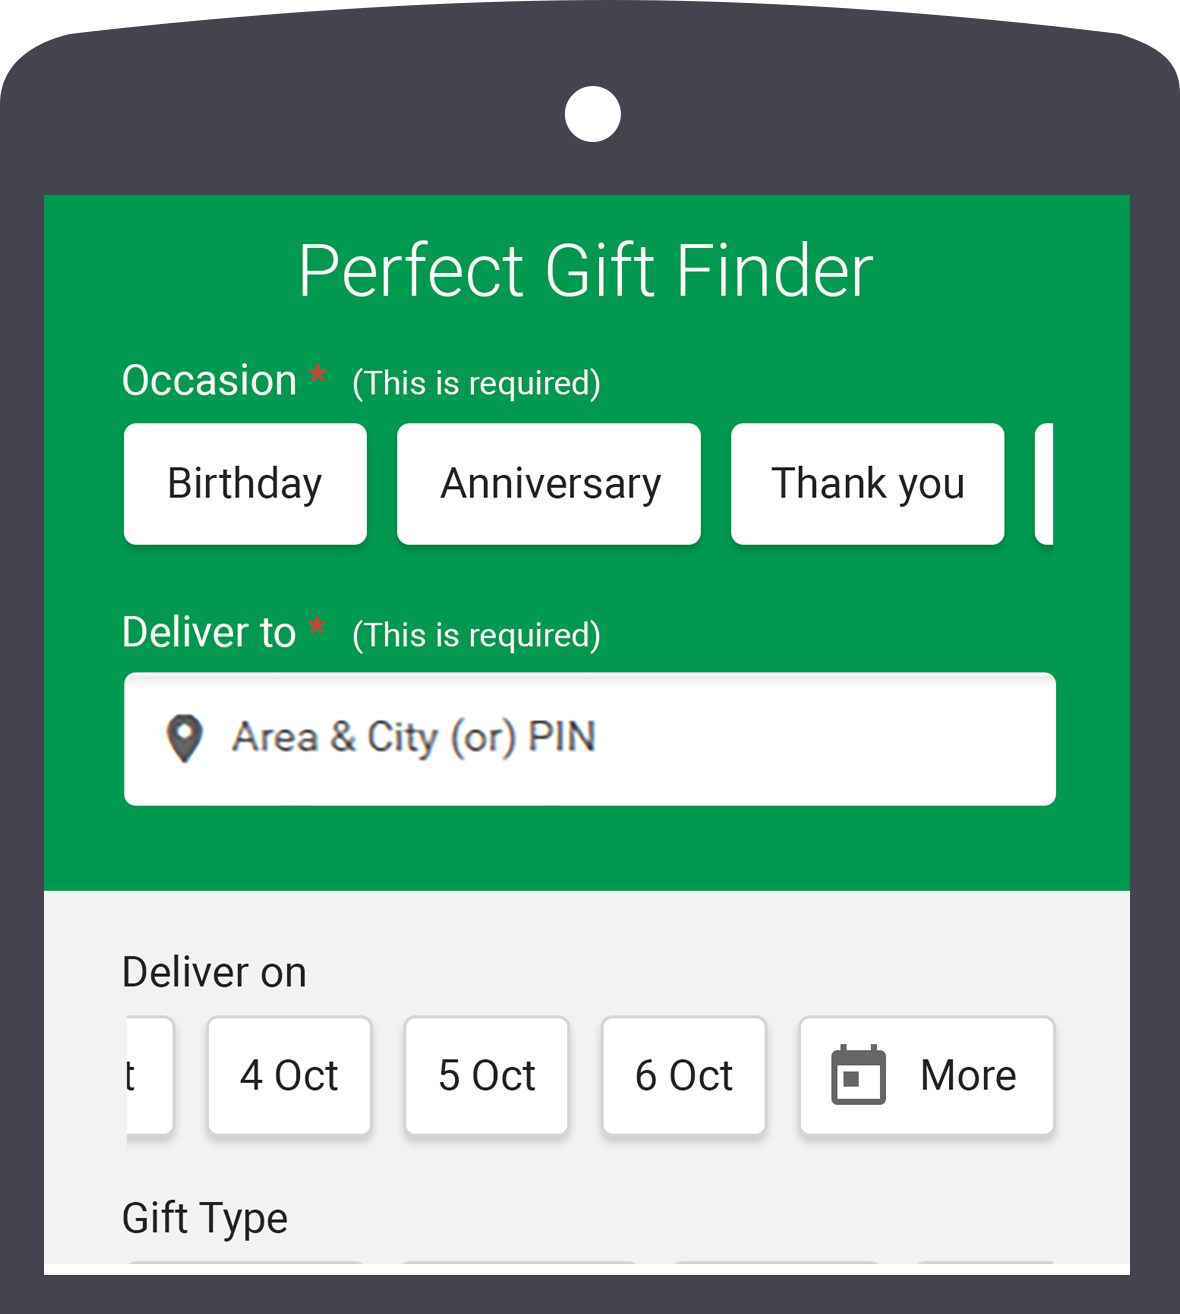 Perfect Gift Finder
Occasion * (This is required)
Birthday Anniversary Thank you
Deliver to * (This is required)
Area & City (or) PIN
Deliver on
t 4 Oct 5 Oct 6 Oct More
Gift Type